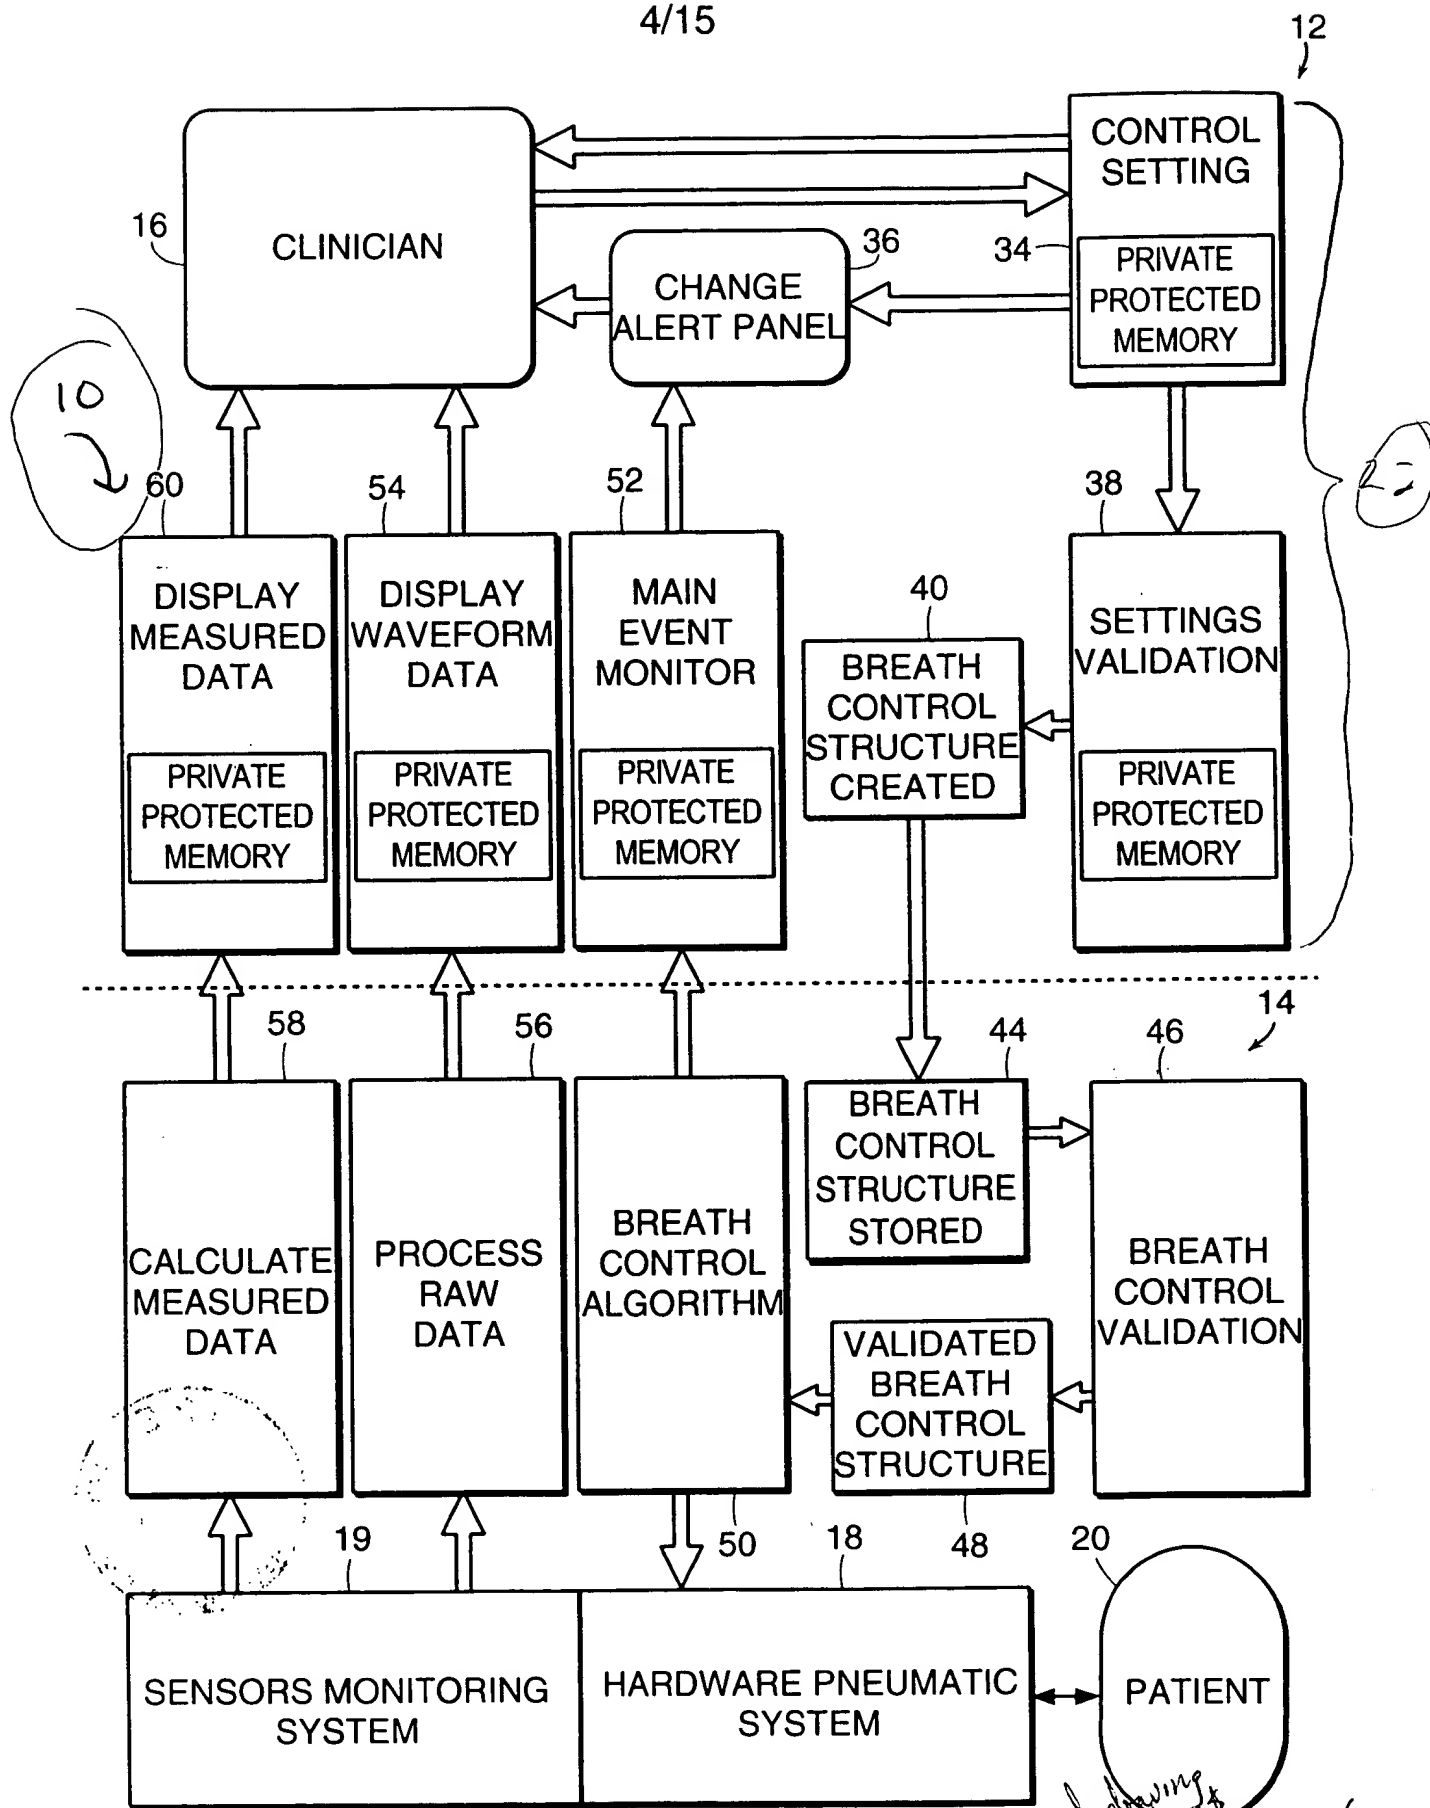 4/15
12
CONTROL
SETTING
34
PRIVATE
PROTECTED
MEMORY
16
CLINICIAN
36
CHANGE
ALERT PANEL
10
60
54
52
38
DISPLAY
MEASURED
DATA
PRIVATE
PROTECTED
MEMORY
DISPLAY
WAVEFORM
DATA
PRIVATE
PROTECTED
MEMORY
MAIN
EVENT
MONITOR
PRIVATE
PROTECTED
MEMORY
40
BREATH
CONTROL
STRUCTURE
CREATED
SETTINGS
VALIDATION
PRIVATE
PROTECTED
MEMORY
14
58
56
44
46
CALCULATE
MEASURED
DATA
PROCESS
RAW
DATA
BREATH
CONTROL
ALGORITHM
BREATH
CONTROL
STRUCTURE
STORED
BREATH
CONTROL
VALIDATION
VALIDATED
BREATH
CONTROL
STRUCTURE
19
50
18
48
20
SENSORS MONITORING
SYSTEM
HARDWARE PNEUMATIC
SYSTEM
PATIENT
drawing